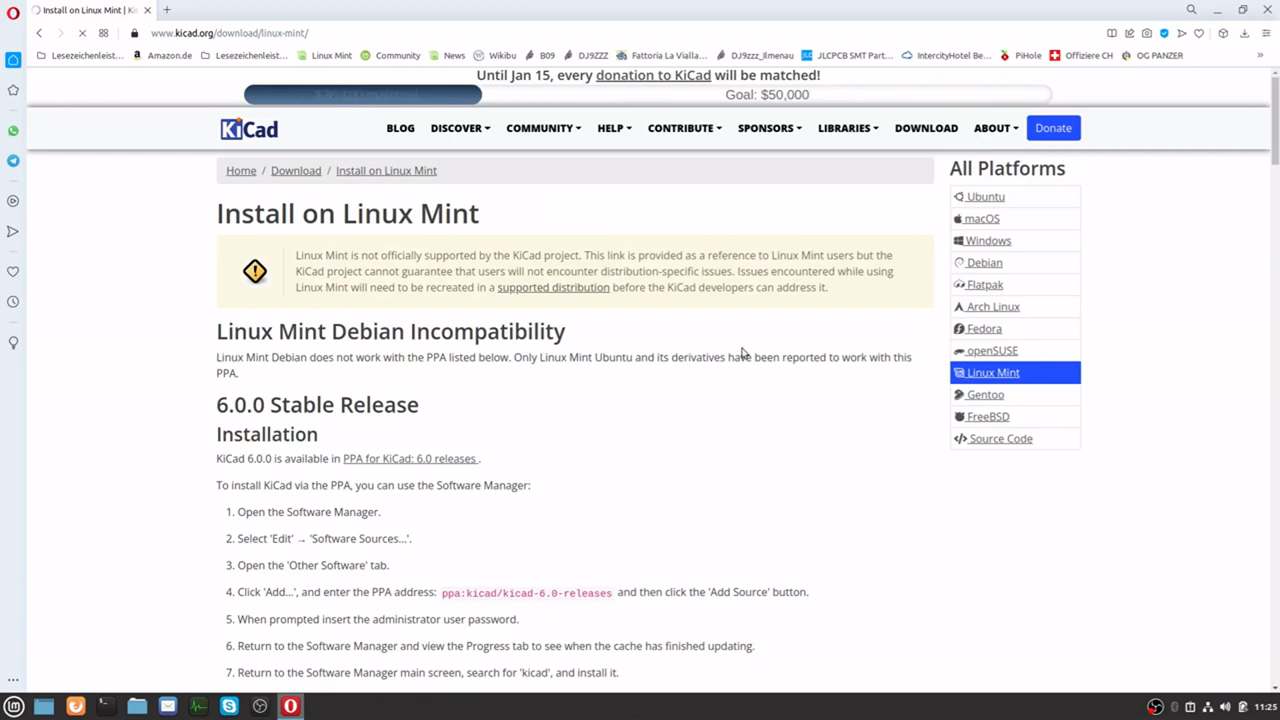 Install on Linux Mint | Ki
www.kicad.org/download/linux-mint/
Lesezeichenleist... Amazon.de Lesezeichenleist... Linux Mint Community News Wikibu B09 DJ9ZZZ Fattoria La Vialla... DJ9zzz_Ilmenau JLCPCB SMT Part... IntercityHotel Be... PiHole Offiziere CH OG PANZER
Until Jan 15, every donation to KiCad will be matched!
Goal: $50,000
KiCad BLOG DISCOVER COMMUNITY HELP CONTRIBUTE SPONSORS LIBRARIES DOWNLOAD ABOUT Donate
Home / Download / Install on Linux Mint
Install on Linux Mint
Linux Mint is not officially supported by the KiCad project. This link is provided as a reference to Linux Mint users but the
KiCad project cannot guarantee that users will not encounter distribution-specific issues. Issues encountered while using
Linux Mint will need to be recreated in a supported distribution before the KiCad developers can address it.
Linux Mint Debian Incompatibility
Linux Mint Debian does not work with the PPA listed below. Only Linux Mint Ubuntu and its derivatives have been reported to work with this
PPA.
6.0.0 Stable Release
Installation
KiCad 6.0.0 is available in PPA for KiCad: 6.0 releases .
To install KiCad via the PPA, you can use the Software Manager:
1. Open the Software Manager.
2. Select 'Edit' → 'Software Sources...'.
3. Open the 'Other Software' tab.
4. Click 'Add...', and enter the PPA address: ppa:kicad/kicad-6.0-releases and then click the 'Add Source' button.
5. When prompted insert the administrator user password.
6. Return to the Software Manager and view the Progress tab to see when the cache has finished updating.
7. Return to the Software Manager main screen, search for 'kicad', and install it.
All Platforms
Ubuntu
macOS
Windows
Debian
Flatpak
Arch Linux
Fedora
openSUSE
Linux Mint
Gentoo
FreeBSD
Source Code
11:25